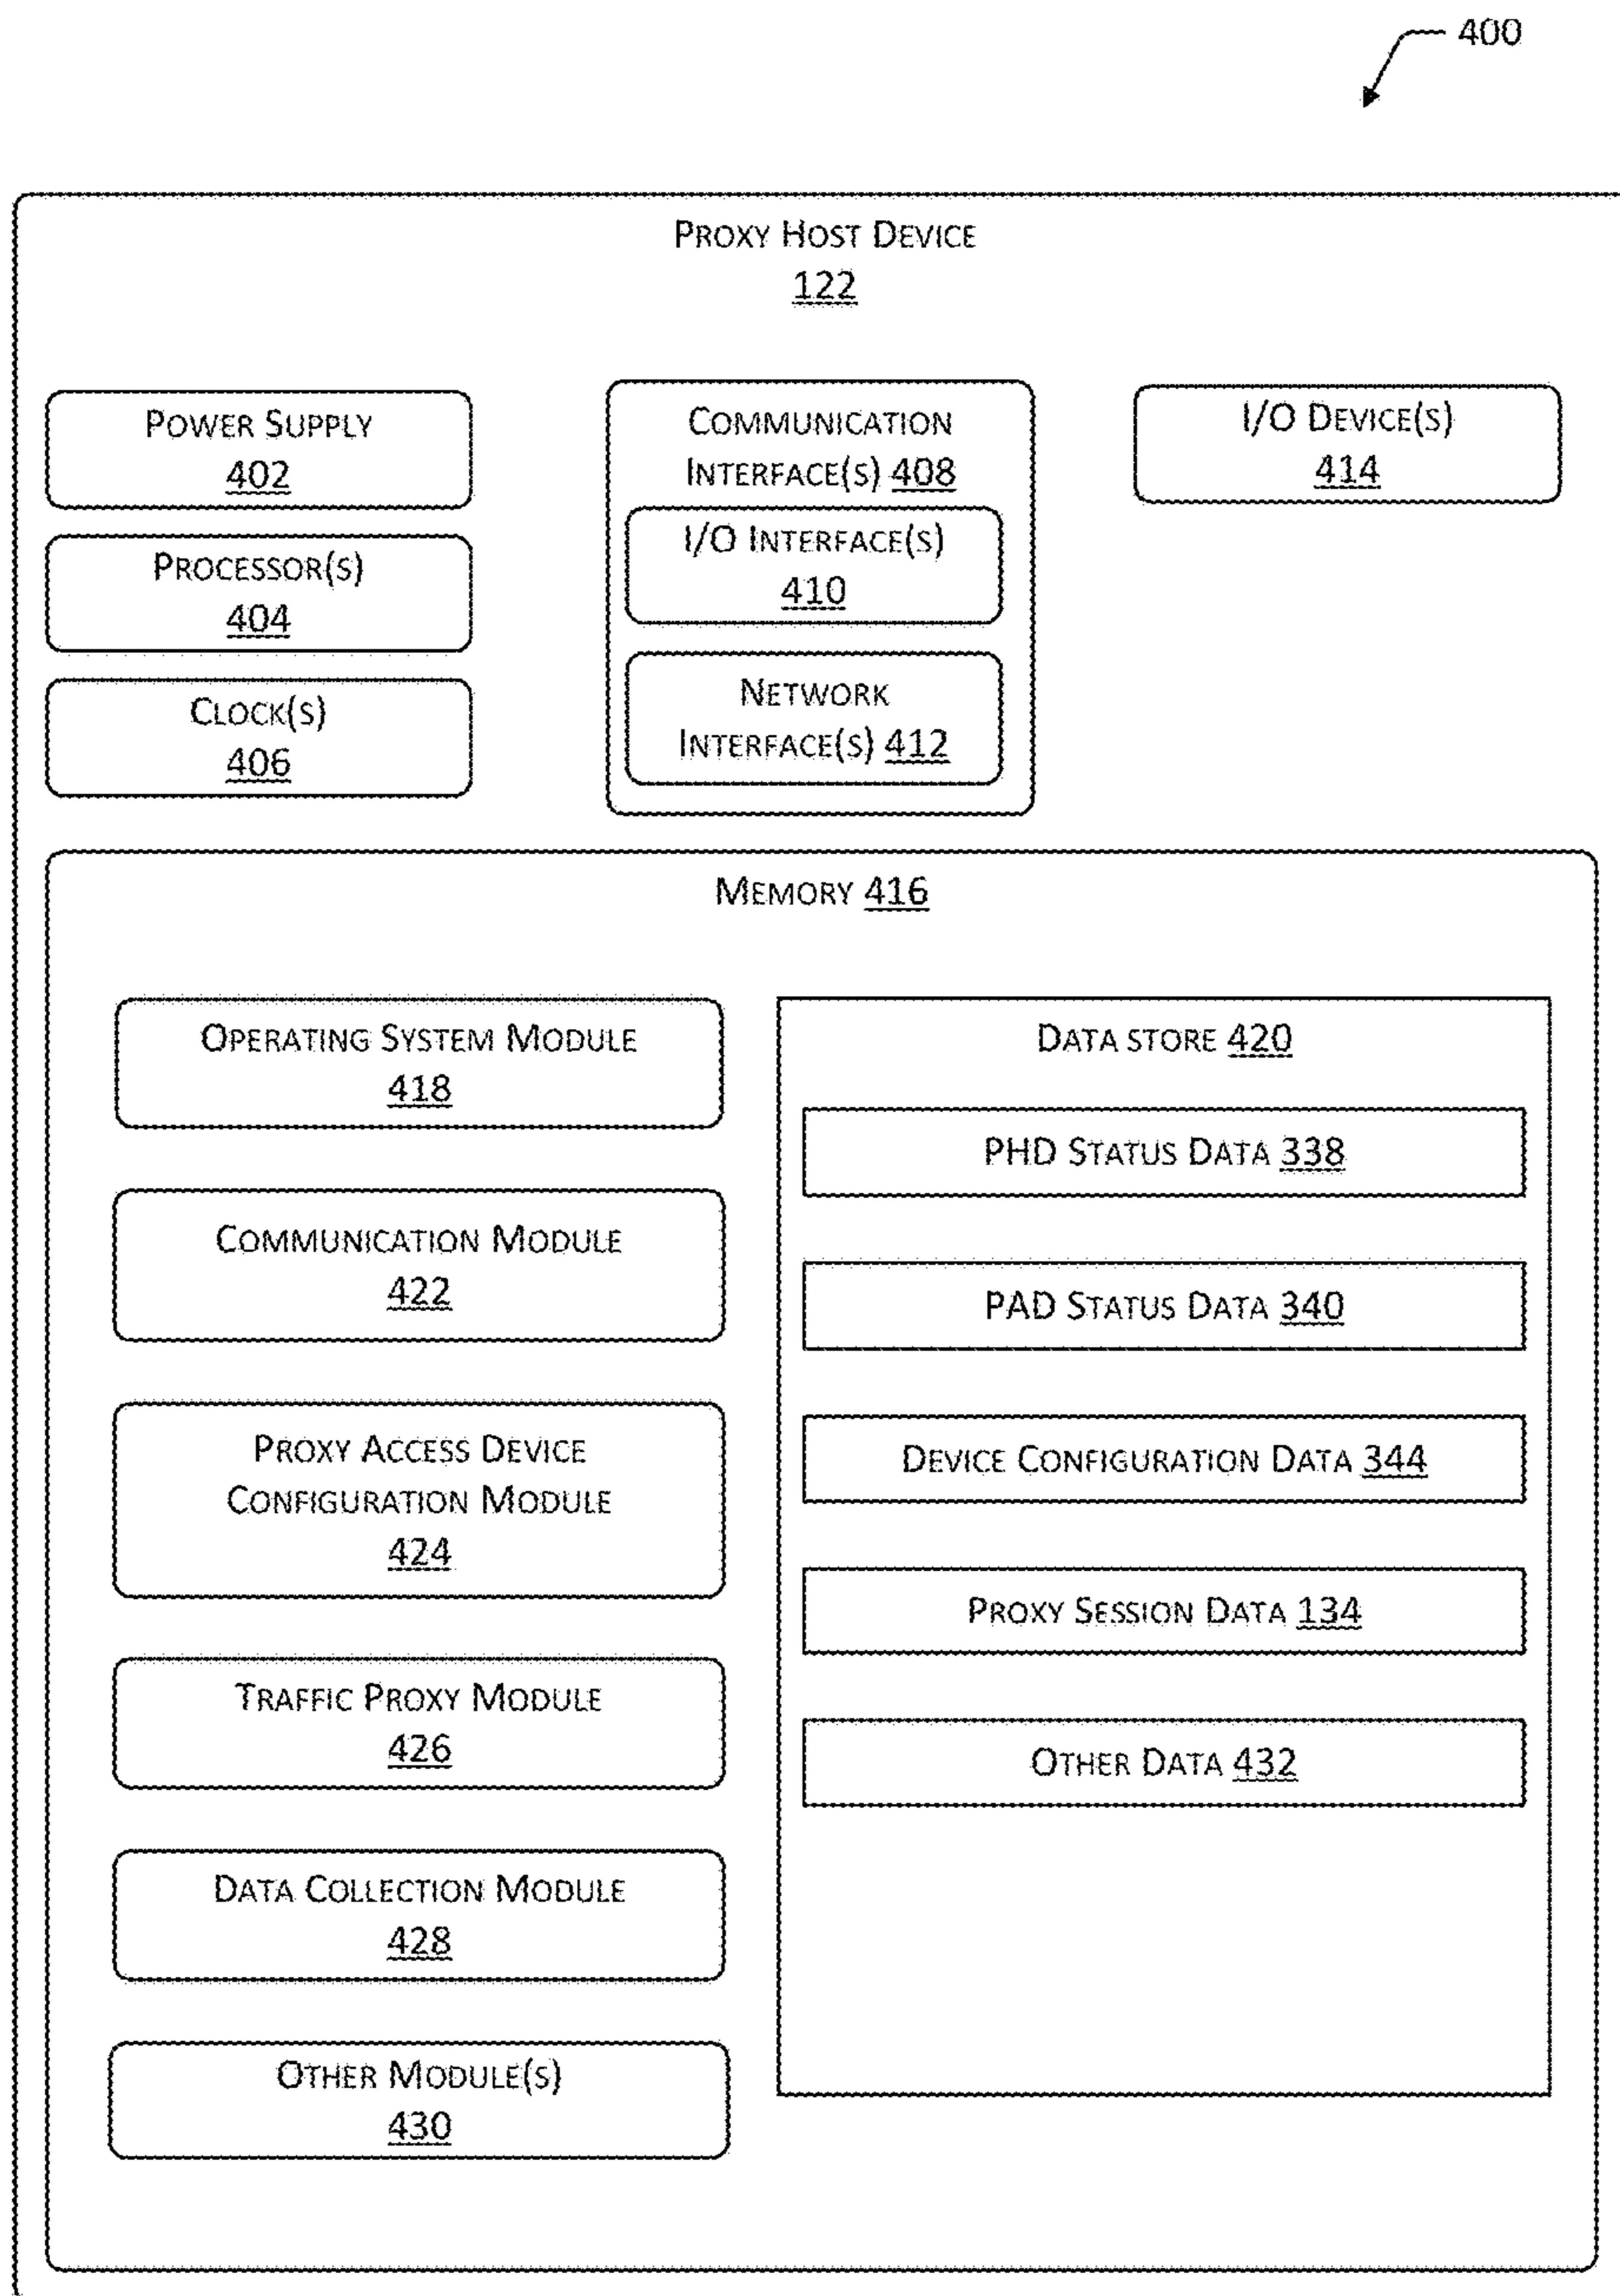 400
PROXY HOST DEVICE
122
POWER SUPPLY
402
PROCESSOR(S)
404
CLOCK(S)
406
COMMUNICATION
INTERFACE(S) 408
I/O INTERFACE(S)
410
NETWORK
INTERFACE(S) 412
I/O DEVICE(S)
414
MEMORY 416
OPERATING SYSTEM MODULE
418
COMMUNICATION MODULE
422
PROXY ACCESS DEVICE
CONFIGURATION MODULE
424
TRAFFIC PROXY MODULE
426
DATA COLLECTION MODULE
428
OTHER MODULE(S)
430
DATA STORE 420
PHD STATUS DATA 338
PAD STATUS DATA 340
DEVICE CONFIGURATION DATA 344
PROXY SESSION DATA 134
OTHER DATA 432